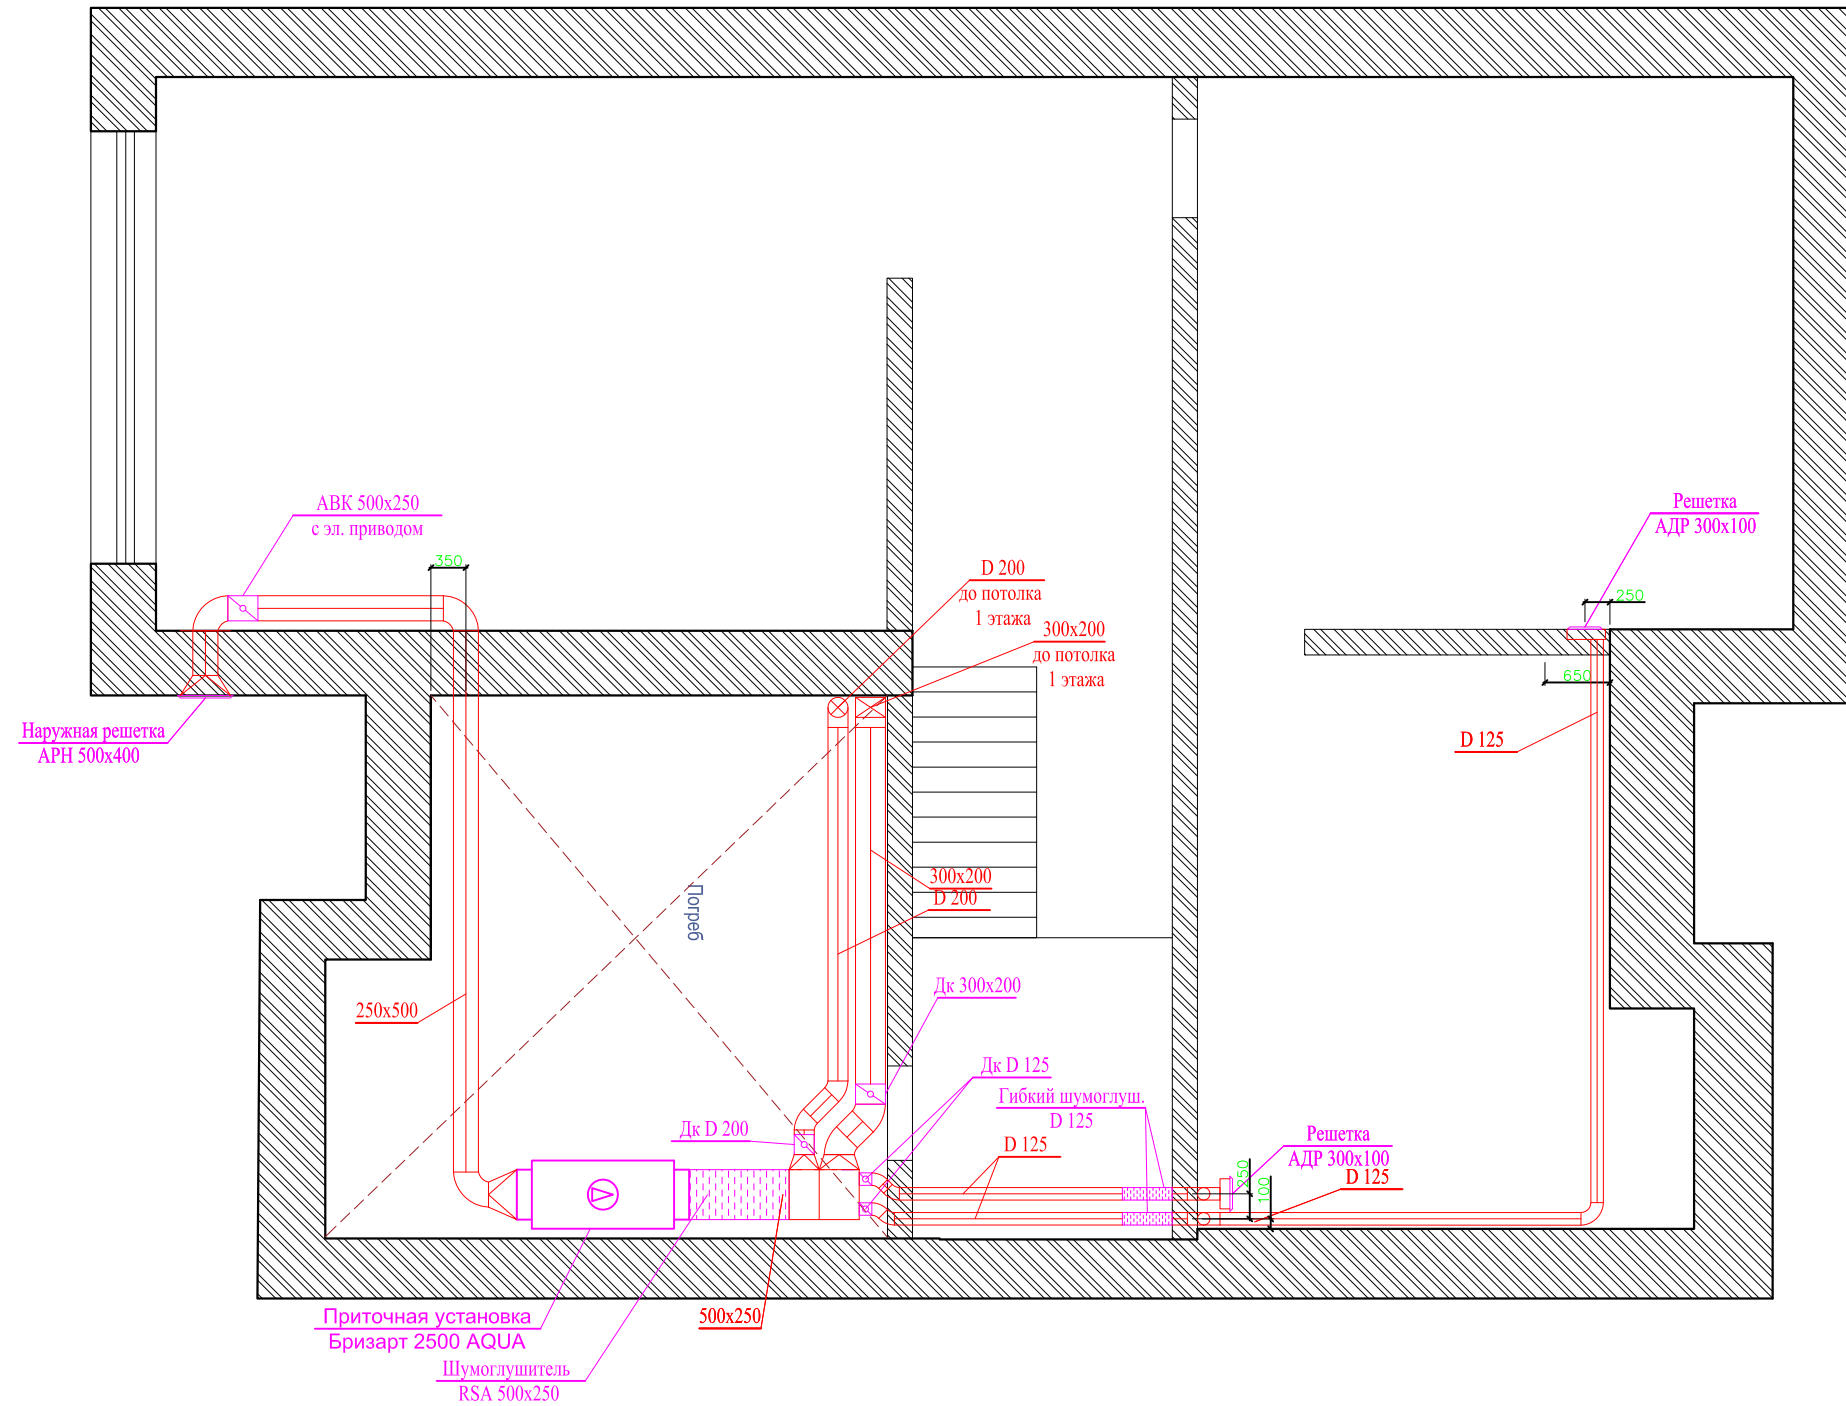 АВК 500х250
с эл. приводом
350
Решетка
АДР 300х100
D 200
до потолка
1 этажа
250
300х200
до потолка
1 этажа
650
Наружная решетка
АРН 500х400
D 125
300х200
D 200
Погреб
250х500
Дк 300х200
Дк D 125
Гибкий шумоглуш.
D 125
Дк D 200
D 125
Решетка
АДР 300х100
D 125
250
100
Приточная установка
Бризарт 2500 AQUA
500х250
Шумоглушитель
RSA 500х250